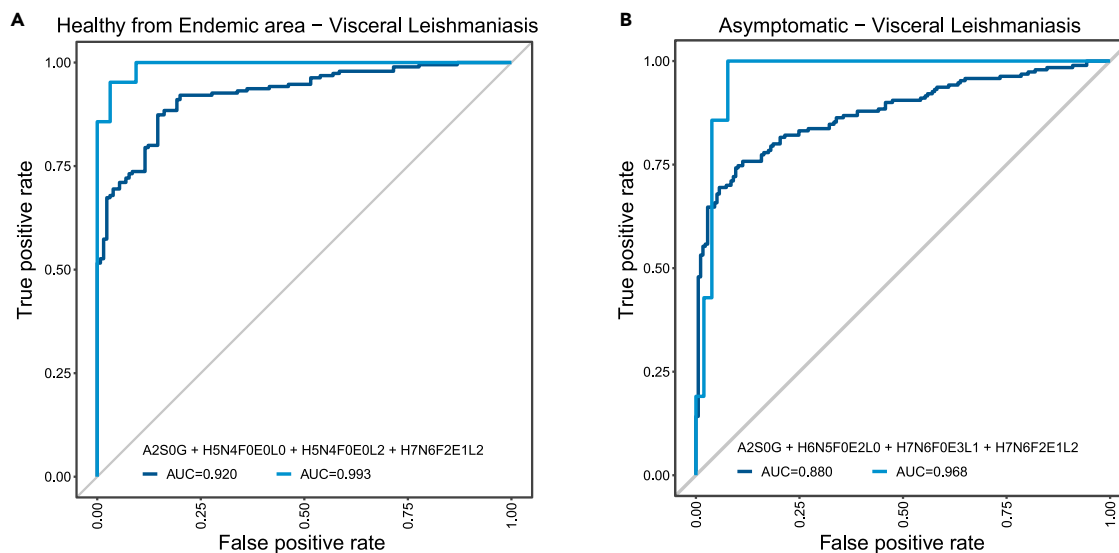 A
Healthy from Endemic area − Visceral Leishmaniasis
True positive rate
1.00
0.75
0.50
0.25
0.00
A2S0G + H5N4F0E0L0 + H5N4F0E0L2 + H7N6F2E1L2
AUC=0.920 AUC=0.993
0.00 0.25 0.50 0.75 1.00
False positive rate
B
Asymptomatic − Visceral Leishmaniasis
True positive rate
1.00
0.75
0.50
0.25
0.00
A2S0G + H6N5F0E2L0 + H7N6F0E3L1 + H7N6F2E1L2
AUC=0.880 AUC=0.968
0.00 0.25 0.50 0.75 1.00
False positive rate